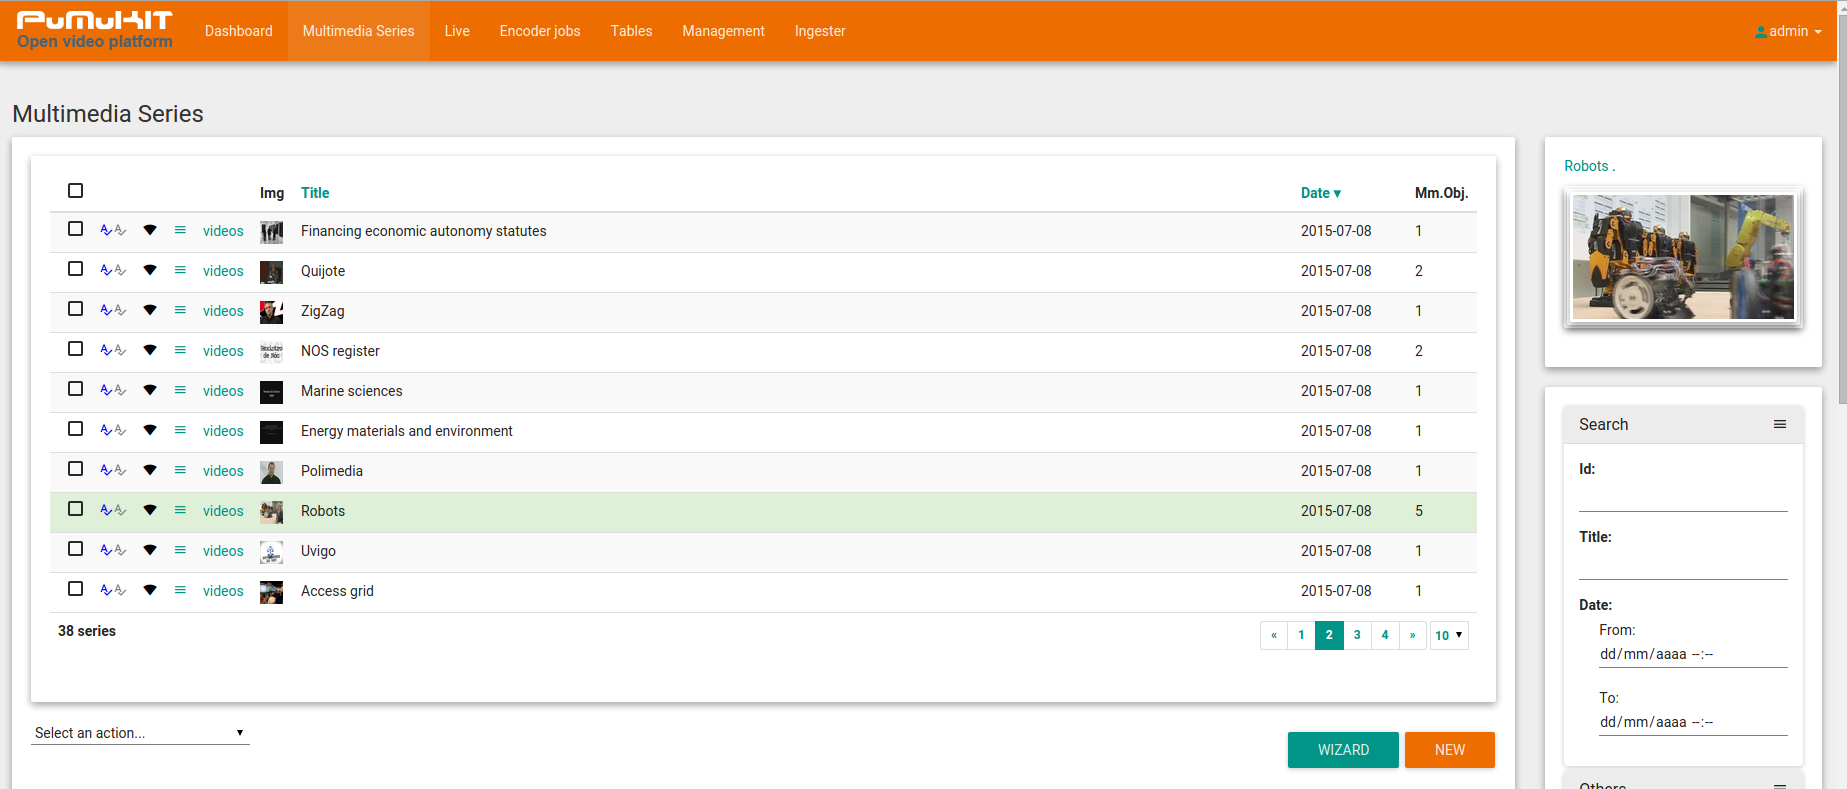 PUMUKIT
Open video platform
Dashboard Multimedia Series Live Encoder jobs Tables Management Ingester admin
Multimedia Series
Img Title Date ▾ Mm.Obj.
videos Financing economic autonomy statutes 2015-07-08 1
videos Quijote 2015-07-08 2
videos ZigZag 2015-07-08 1
videos NOS register 2015-07-08 2
videos Marine sciences 2015-07-08 1
videos Energy materials and environment 2015-07-08 1
videos Polimedia 2015-07-08 1
videos Robots 2015-07-08 5
videos Uvigo 2015-07-08 1
videos Access grid 2015-07-08 1
38 series
« 1 2 3 4 » 10
Select an action...
WIZARD NEW
Robots .
Search
Id:
Title:
Date:
From:
dd/mm/aaaa --:--
To:
dd/mm/aaaa --:--
Others